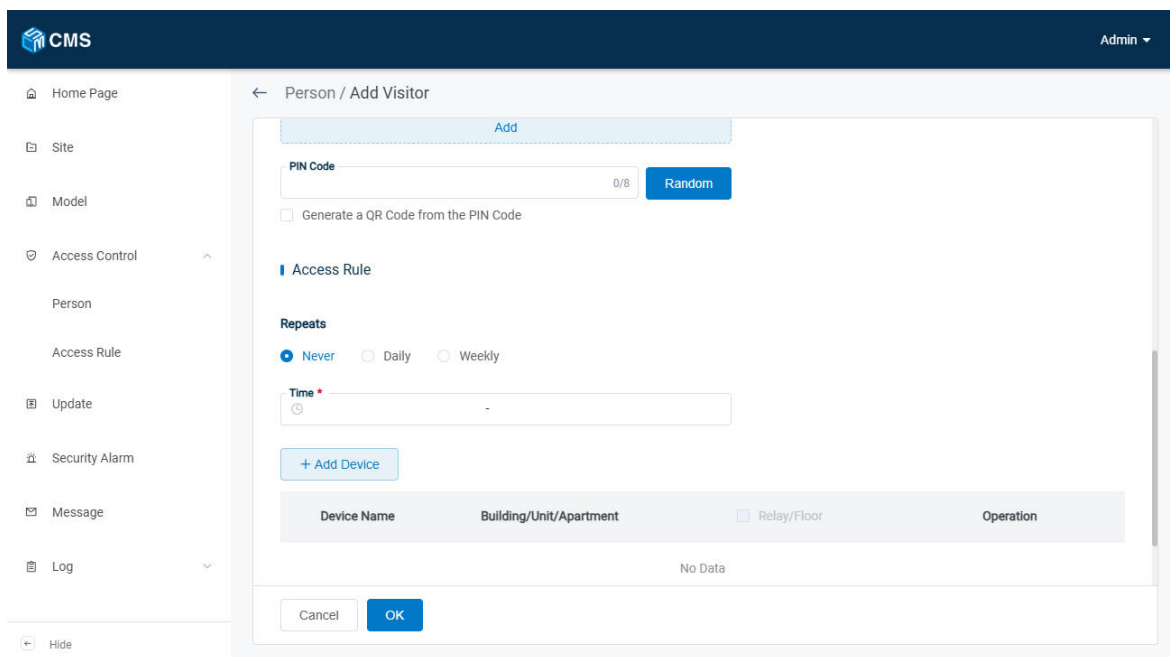 CMS
Admin
Home Page
Site
Model
Access Control
Person
Access Rule
Update
Security Alarm
Message
Log
Hide
Person / Add Visitor
Add
PIN Code
0/8
Random
Generate a QR Code from the PIN Code
Access Rule
Repeats
Never Daily Weekly
Time *
-
+ Add Device
Device Name Building/Unit/Apartment Relay/Floor Operation
No Data
Cancel OK